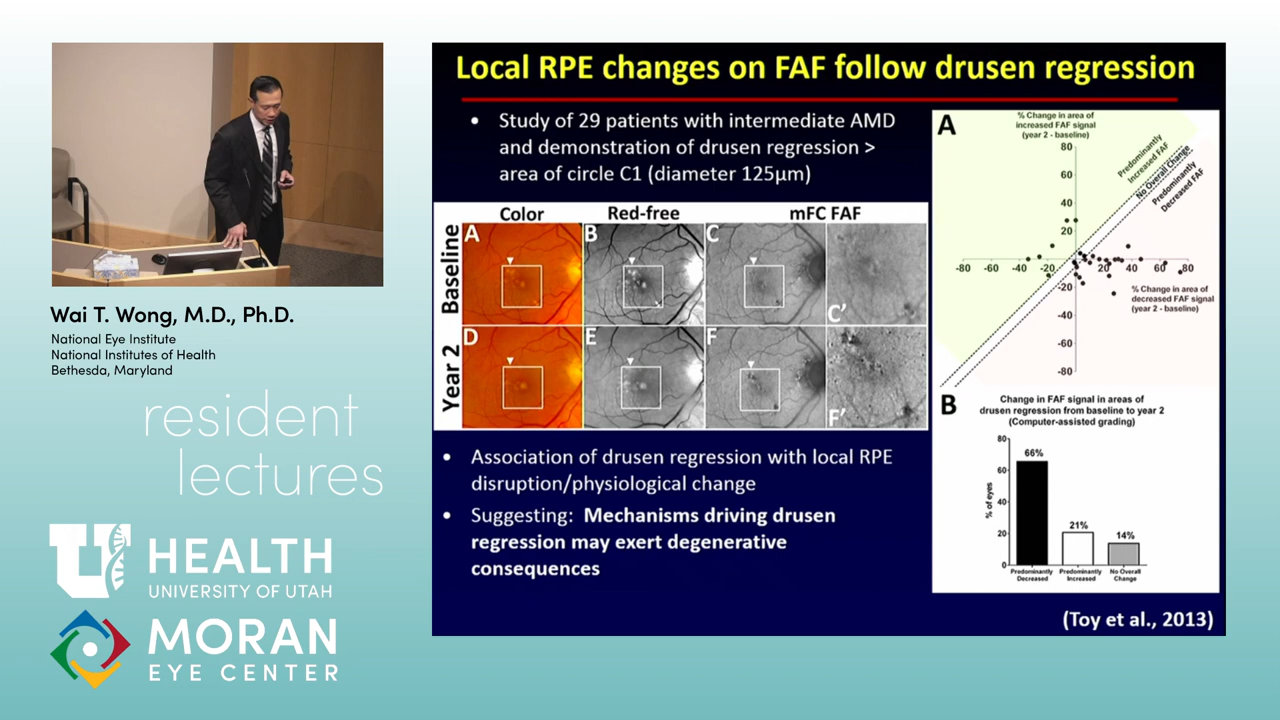 Wai T. Wong, M.D., Ph.D.
National Eye Institute
National Institutes of Health
Bethesda, Maryland
resident
lectures
U HEALTH
UNIVERSITY OF UTAH
MORAN
EYE CENTER
Local RPE changes on FAF follow drusen regression
• Study of 29 patients with intermediate AMD
and demonstration of drusen regression >
area of circle C1 (diameter 125µm)
Color Red-free mFC FAF
Baseline
A B C C'
Year 2
D E F F'
• Association of drusen regression with local RPE
disruption/physiological change
• Suggesting: Mechanisms driving drusen
regression may exert degenerative
consequences
A
% Change in area of
increased FAF signal
(year 2 - baseline)
80
60
40
20
-80 -60 -40 -20 20 40 60 80
-20
-40
-60
-80
Predominantly
Increased FAF
No Overall Change
Predominantly
Decreased FAF
% Change in area of
decreased FAF signal
(year 2 - baseline)
B
Change in FAF signal in areas of
drusen regression from baseline to year 2
(Computer-assisted grading)
% of eyes
80
60
40
20
0
66%
21%
14%
Predominantly
Decreased
Predominantly
Increased
No Overall
Change
(Toy et al., 2013)